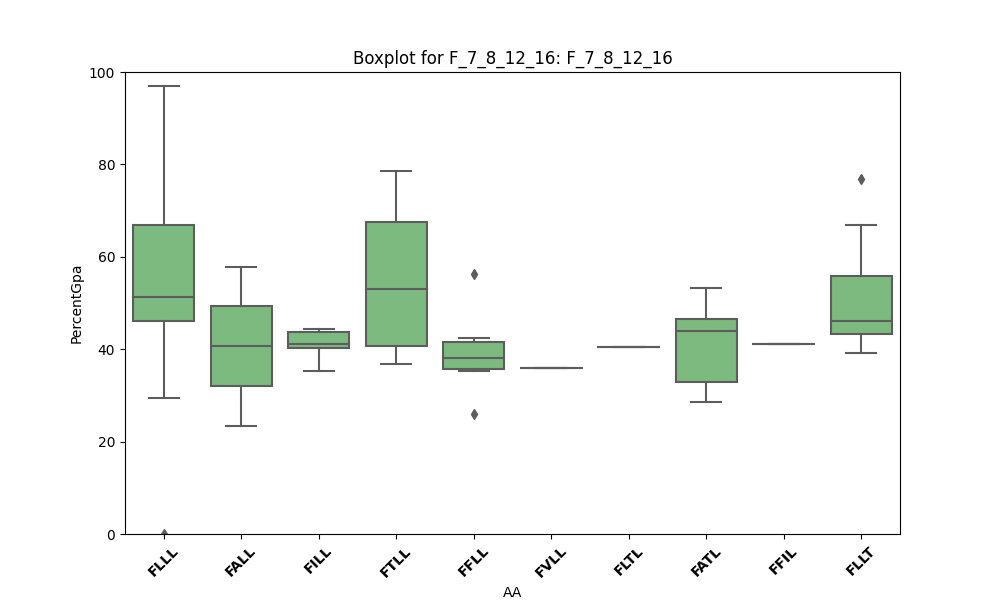 Boxplot for F_7_8_12_16: F_7_8_12_16
PercentGpa
100
80
60
40
20
0
FLLL FALL FILL FTLL FFLL FVLL FLTL FATL FFIL FLLT
AA